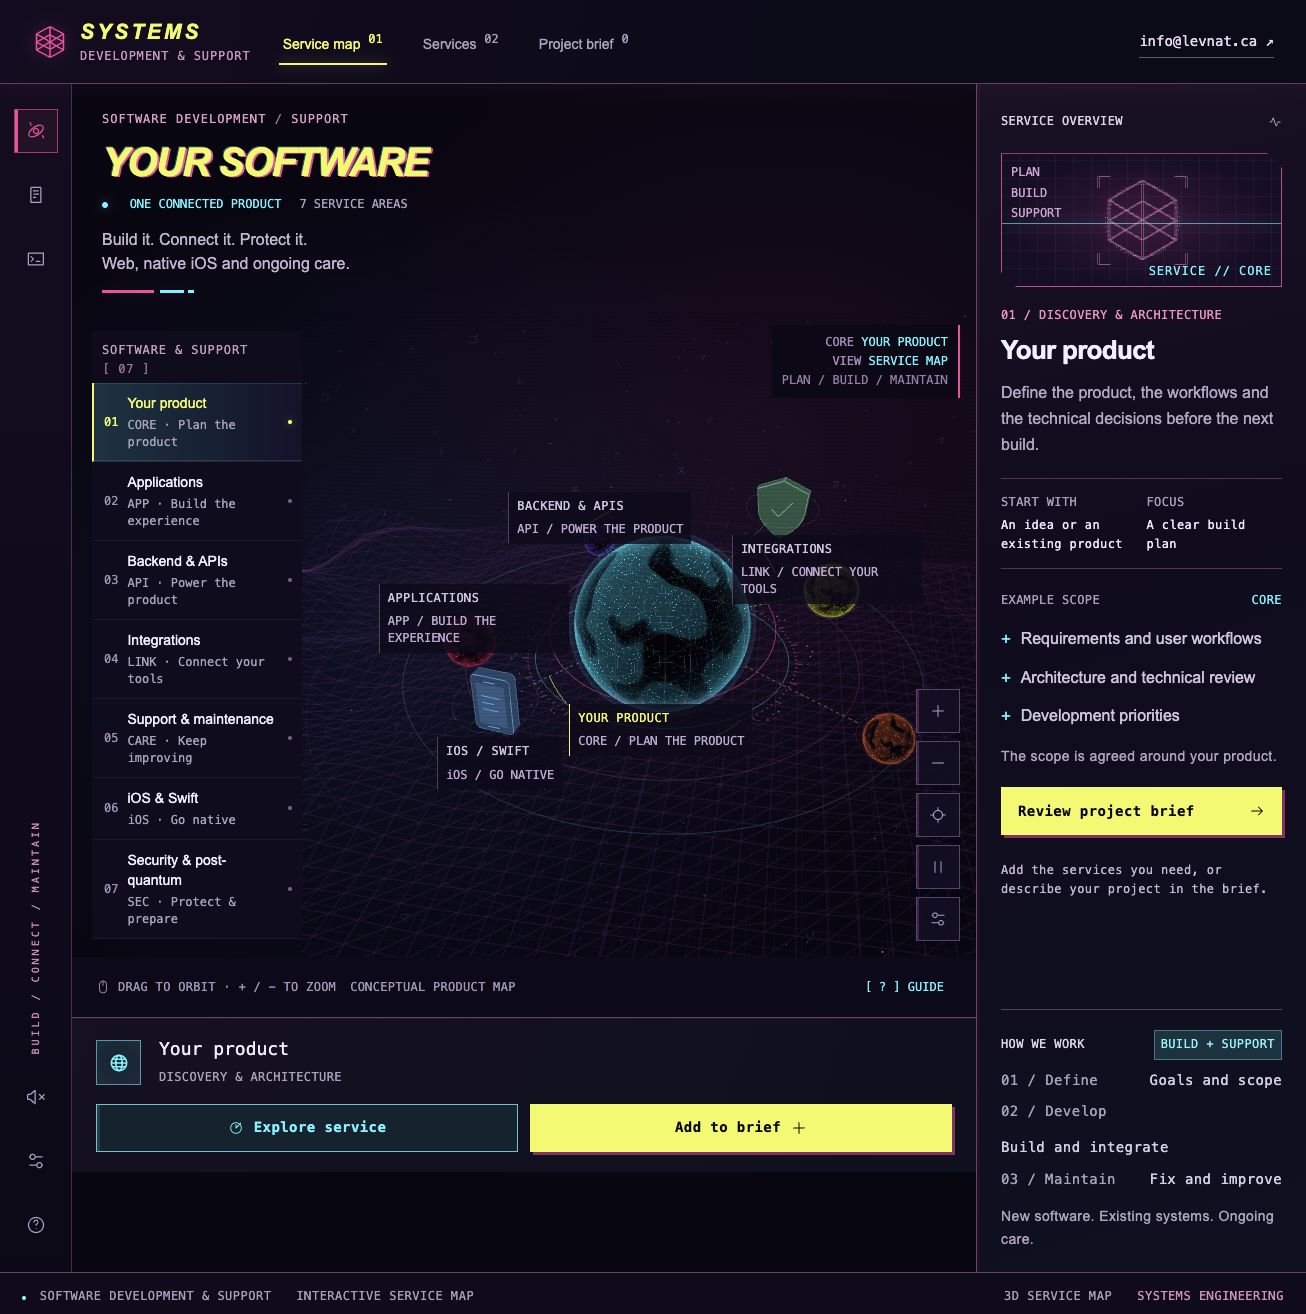 SYSTEMS
DEVELOPMENT & SUPPORT
Service map 01
Services 02
Project brief 0
info@levnat.ca ↗
SOFTWARE DEVELOPMENT / SUPPORT
YOUR SOFTWARE
ONE CONNECTED PRODUCT 7 SERVICE AREAS
Build it. Connect it. Protect it.
Web, native iOS and ongoing care.
SOFTWARE & SUPPORT
[ 07 ]
01 Your product
CORE · Plan the
product
02 Applications
APP · Build the
experience
03 Backend & APIs
API · Power the
product
04 Integrations
LINK · Connect your
tools
05 Support & maintenance
CARE · Keep
improving
06 iOS & Swift
iOS · Go native
07 Security & post-
quantum
SEC · Protect &
prepare
CORE YOUR PRODUCT
VIEW SERVICE MAP
PLAN / BUILD / MAINTAIN
BACKEND & APIS
API / POWER THE PRODUCT
INTEGRATIONS
LINK / CONNECT YOUR
TOOLS
APPLICATIONS
APP / BUILD THE
EXPERIENCE
YOUR PRODUCT
CORE / PLAN THE PRODUCT
IOS / SWIFT
iOS / GO NATIVE
DRAG TO ORBIT · + / − TO ZOOM CONCEPTUAL PRODUCT MAP
[ ? ] GUIDE
Your product
DISCOVERY & ARCHITECTURE
Explore service
Add to brief +
BUILD / CONNECT / MAINTAIN
SERVICE OVERVIEW
PLAN
BUILD
SUPPORT
SERVICE // CORE
01 / DISCOVERY & ARCHITECTURE
Your product
Define the product, the workflows and
the technical decisions before the next
build.
START WITH
An idea or an
existing product
FOCUS
A clear build
plan
EXAMPLE SCOPE CORE
+ Requirements and user workflows
+ Architecture and technical review
+ Development priorities
The scope is agreed around your product.
Review project brief →
Add the services you need, or
describe your project in the brief.
HOW WE WORK BUILD + SUPPORT
01 / Define Goals and scope
02 / Develop
Build and integrate
03 / Maintain Fix and improve
New software. Existing systems. Ongoing
care.
SOFTWARE DEVELOPMENT & SUPPORT INTERACTIVE SERVICE MAP
3D SERVICE MAP SYSTEMS ENGINEERING